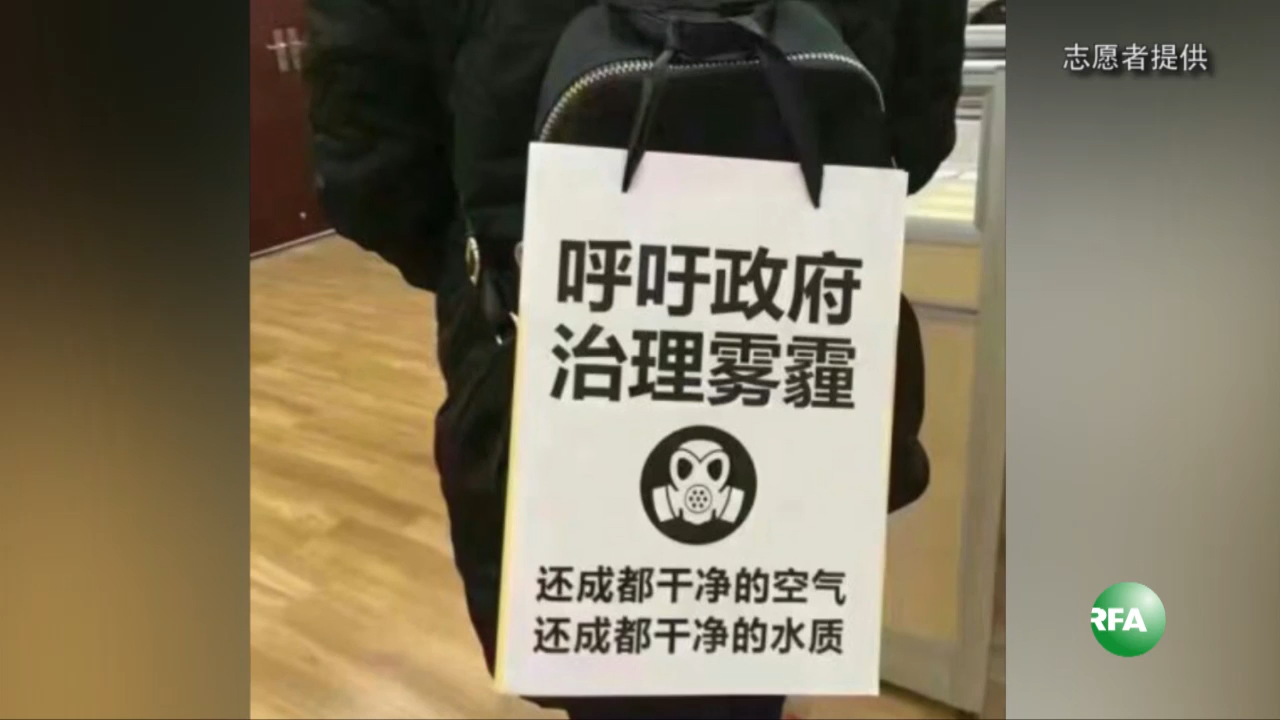 志愿者提供
呼吁政府
治理雾霾
还成都干净的空气
还成都干净的水质
RFA